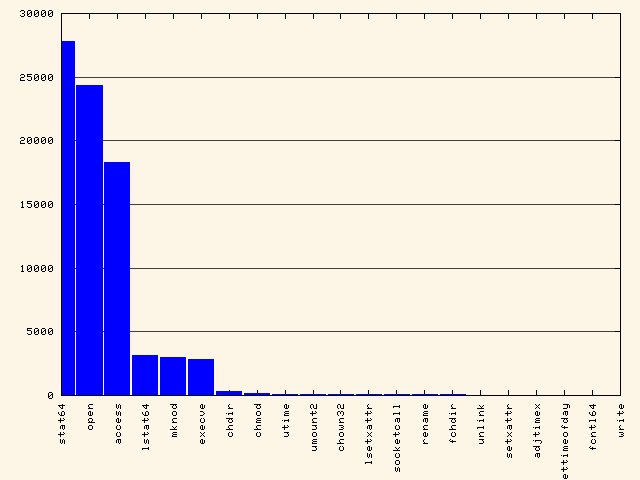 30000
25000
20000
15000
10000
5000
0
stat64
open
access
lstat64
mknod
execve
chdir
chmod
utime
umount2
chown32
lsetxattr
socketcall
rename
fchdir
unlink
setxattr
adjtimex
ettimeofday
fcntl64
write